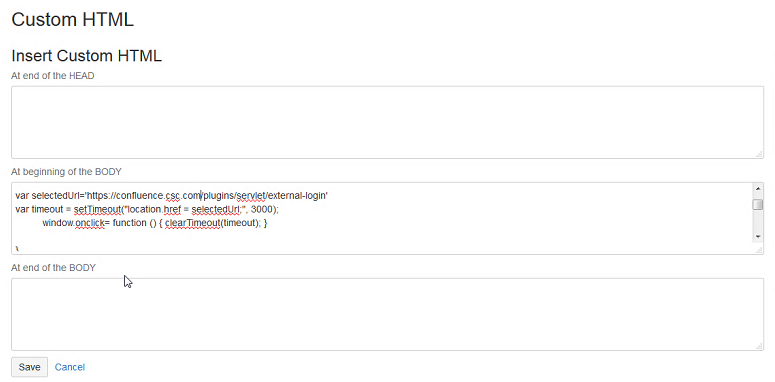 Custom HTML
Insert Custom HTML
At end of the HEAD
At beginning of the BODY
var selectedUrl='https://confluence.csc.com/plugins/servlet/external-login'
var timeout = setTimeout("location.href = selectedUrl;", 3000);
window.onclick= function () { clearTimeout(timeout); }
At end of the BODY
Save Cancel